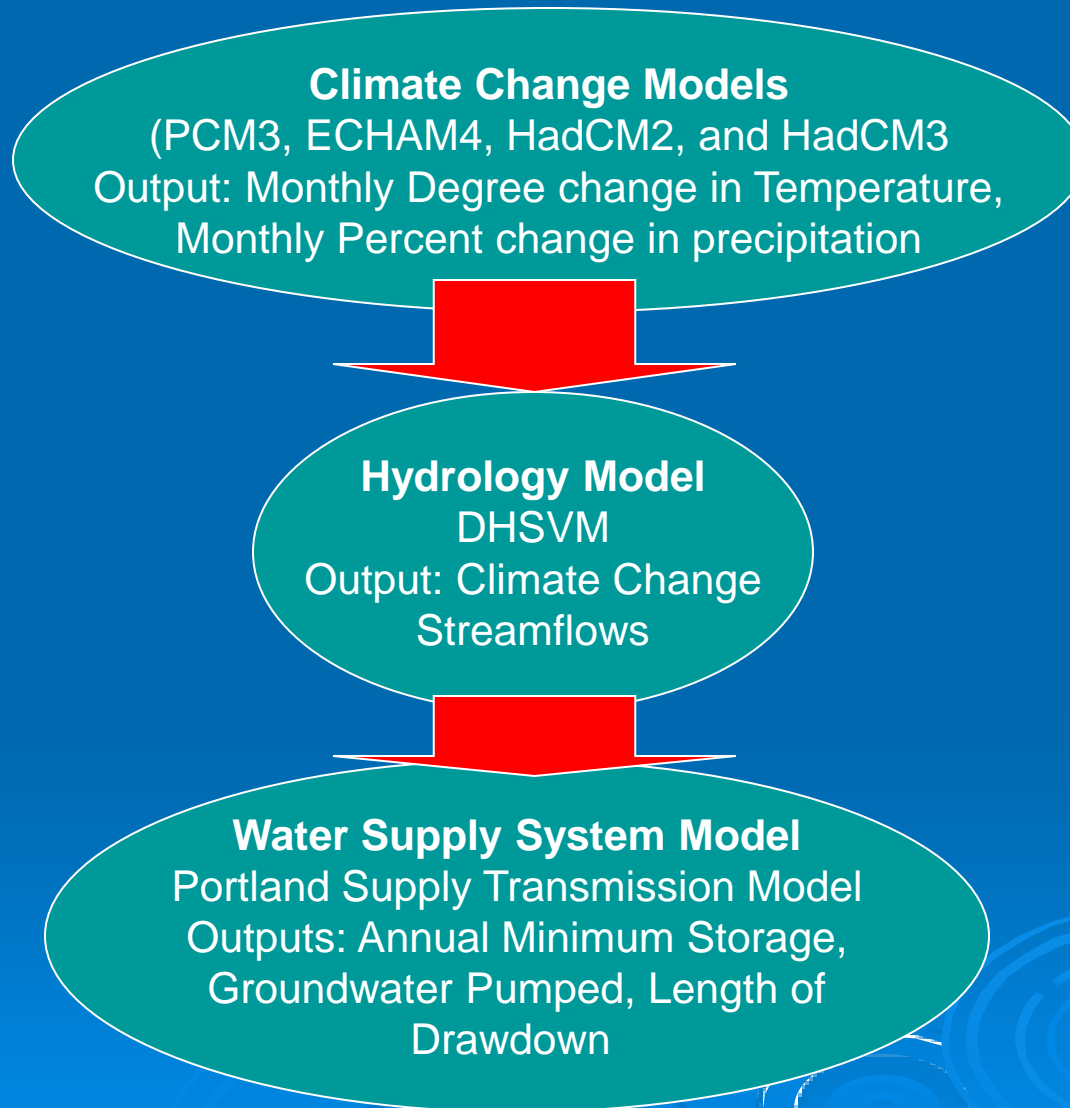 Climate Change Models
(PCM3, ECHAM4, HadCM2, and HadCM3
Output: Monthly Degree change in Temperature,
Monthly Percent change in precipitation
Hydrology Model
DHSVM
Output: Climate Change
Streamflows
Water Supply System Model
Portland Supply Transmission Model
Outputs: Annual Minimum Storage,
Groundwater Pumped, Length of
Drawdown